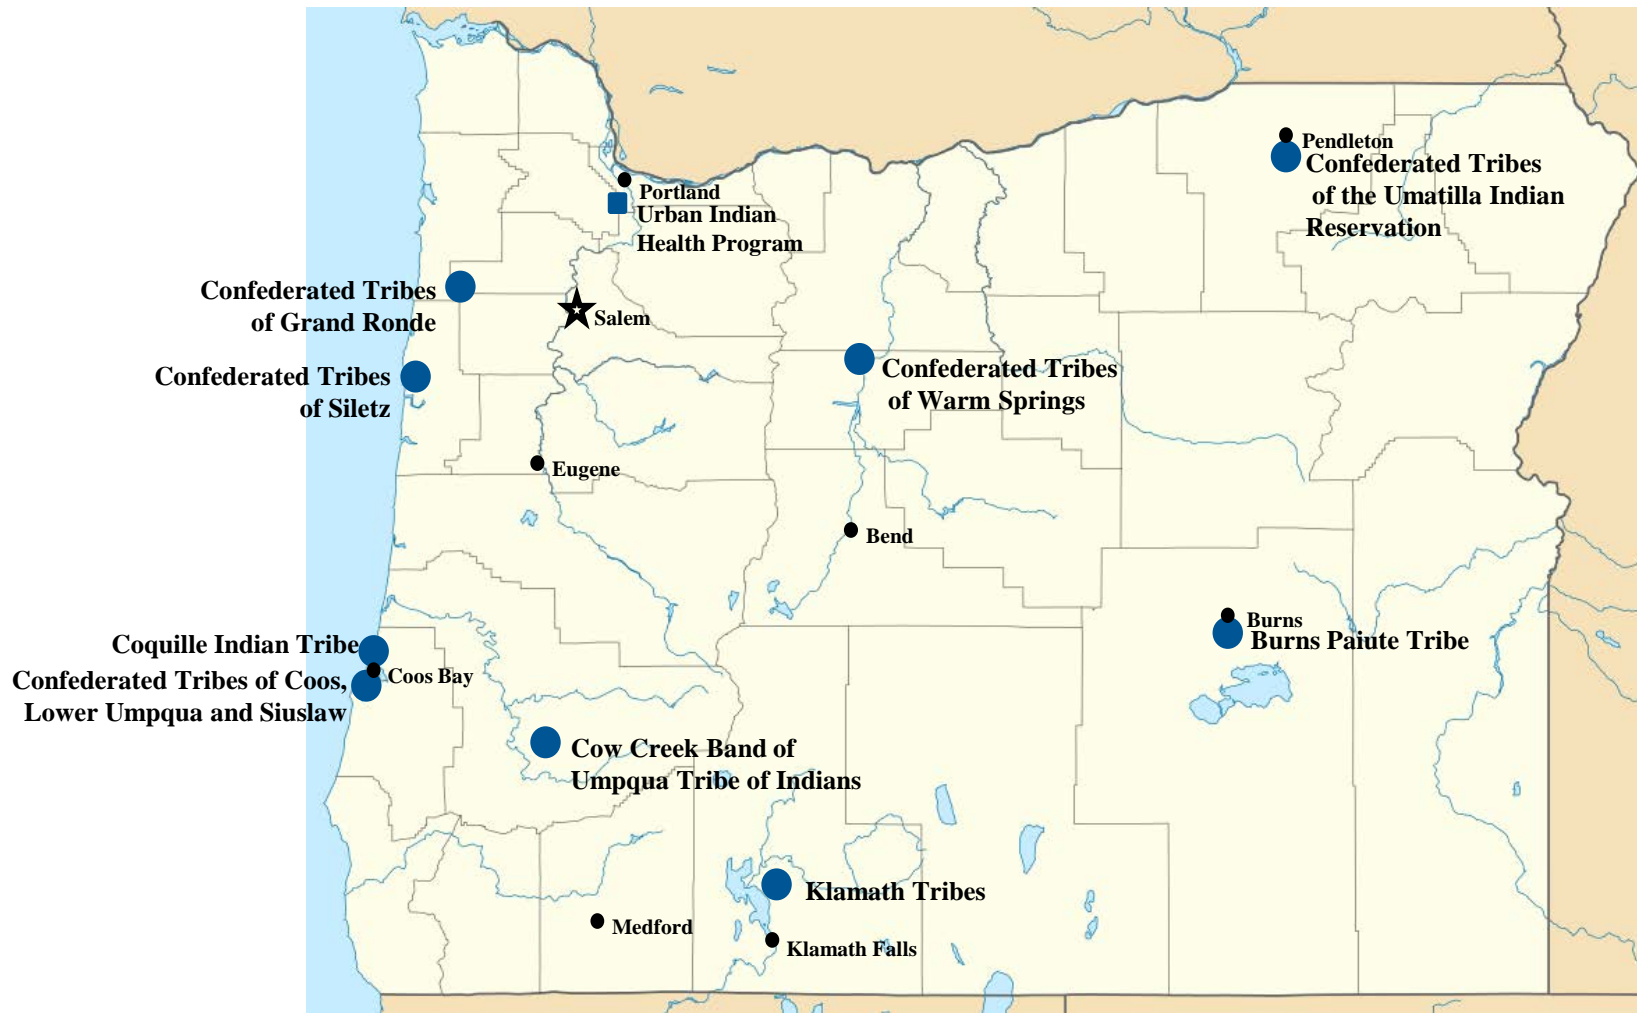 Pendleton
Confederated Tribes
of the Umatilla Indian
Reservation
Portland
Urban Indian
Health Program
Confederated Tribes
of Grand Ronde
Salem
Confederated Tribes
of Siletz
Confederated Tribes
of Warm Springs
Eugene
Bend
Burns
Burns Paiute Tribe
Coquille Indian Tribe
Coos Bay
Confederated Tribes of Coos,
Lower Umpqua and Siuslaw
Cow Creek Band of
Umpqua Tribe of Indians
Klamath Tribes
Medford
Klamath Falls